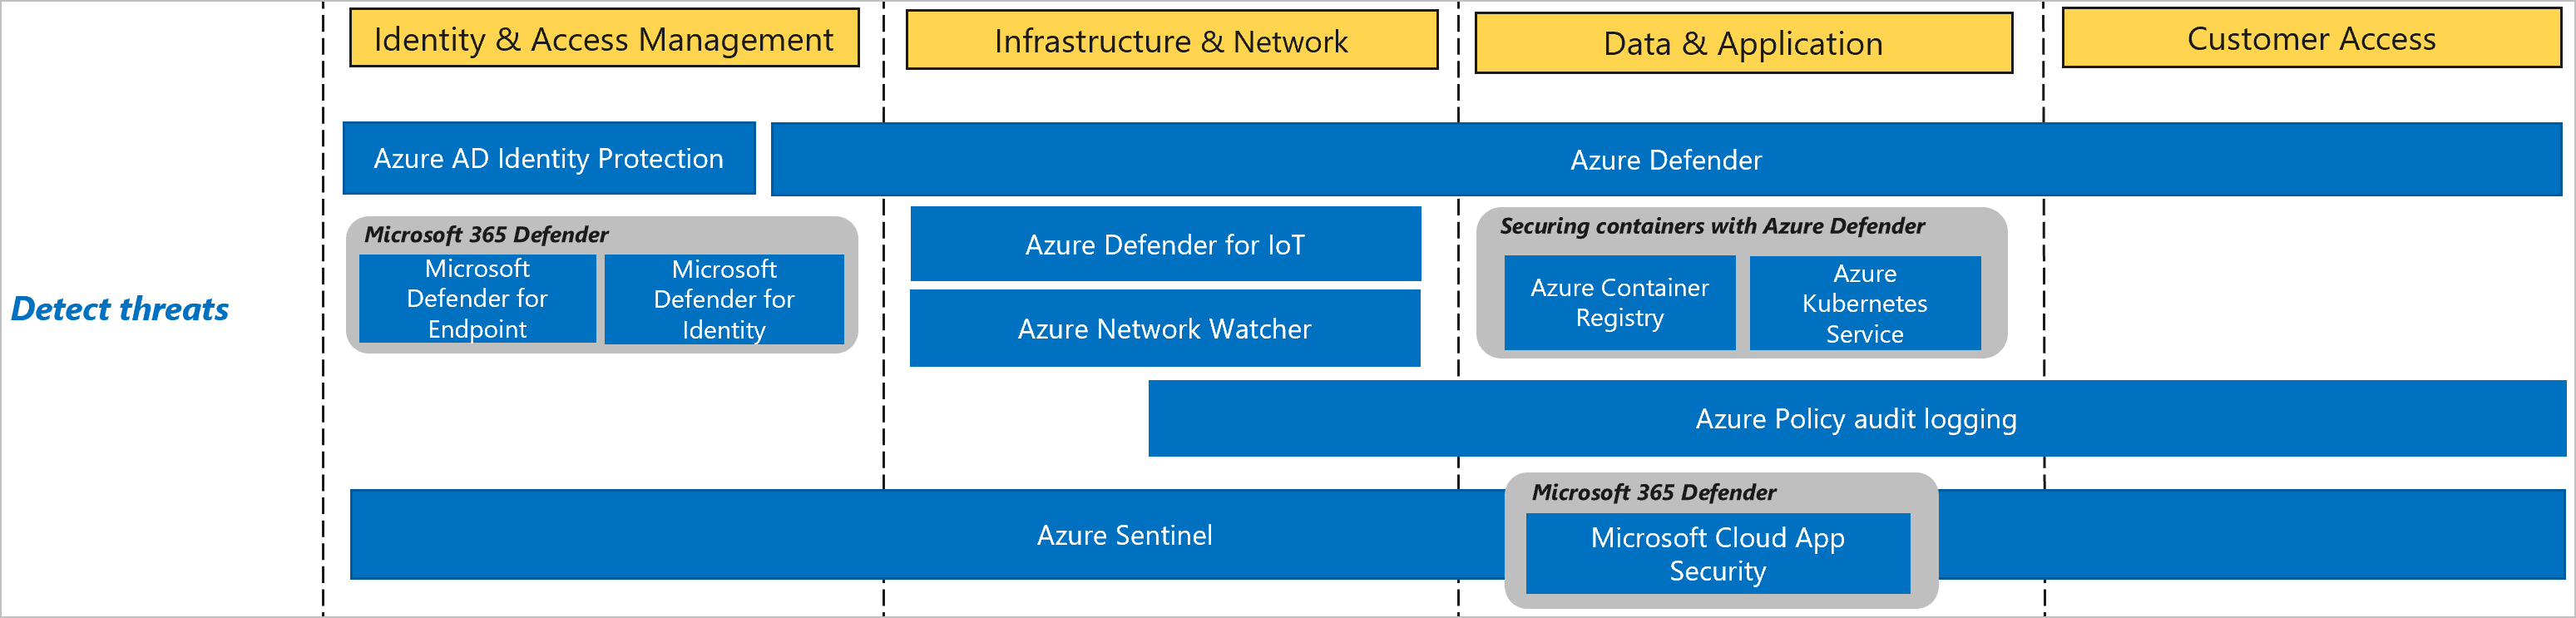 Identity & Access Management
Infrastructure & Network
Data & Application
Customer Access
Detect threats
Azure AD Identity Protection
Azure Defender
Microsoft 365 Defender
Microsoft
Defender for
Endpoint
Microsoft
Defender for
Identity
Azure Defender for IoT
Azure Network Watcher
Securing containers with Azure Defender
Azure Container
Registry
Azure
Kubernetes
Service
Azure Policy audit logging
Azure Sentinel
Microsoft 365 Defender
Microsoft Cloud App
Security